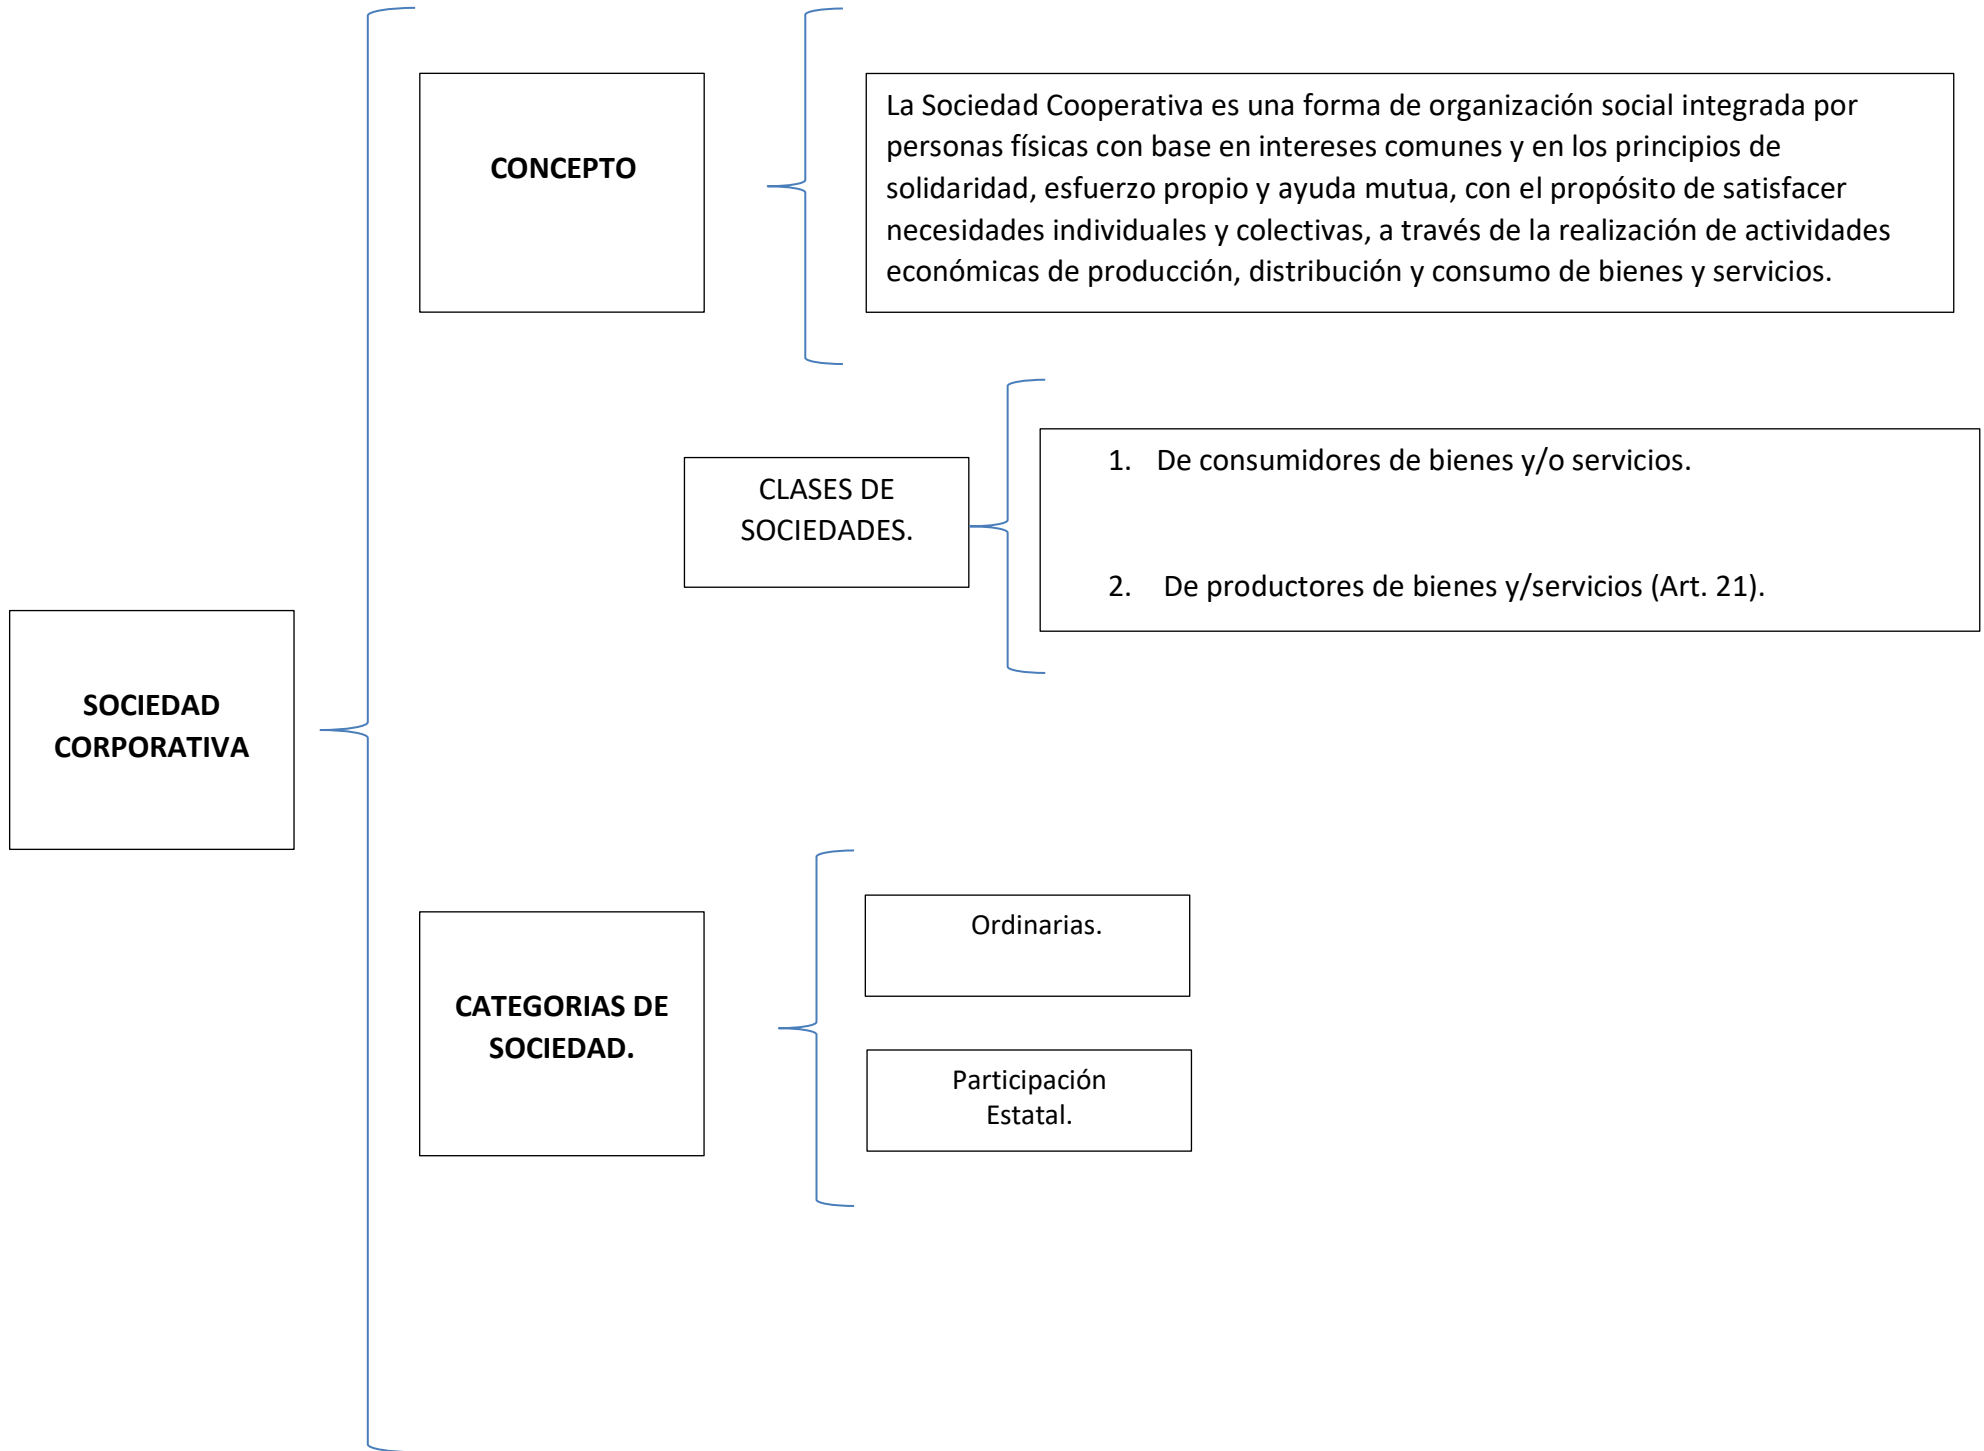 CONCEPTO
La Sociedad Cooperativa es una forma de organización social integrada por
personas físicas con base en intereses comunes y en los principios de
solidaridad, esfuerzo propio y ayuda mutua, con el propósito de satisfacer
necesidades individuales y colectivas, a través de la realización de actividades
económicas de producción, distribución y consumo de bienes y servicios.
CLASES DE
SOCIEDADES.
1. De consumidores de bienes y/o servicios.
2. De productores de bienes y/servicios (Art. 21).
SOCIEDAD
CORPORATIVA
CATEGORIAS DE
SOCIEDAD.
Ordinarias.
Participación
Estatal.